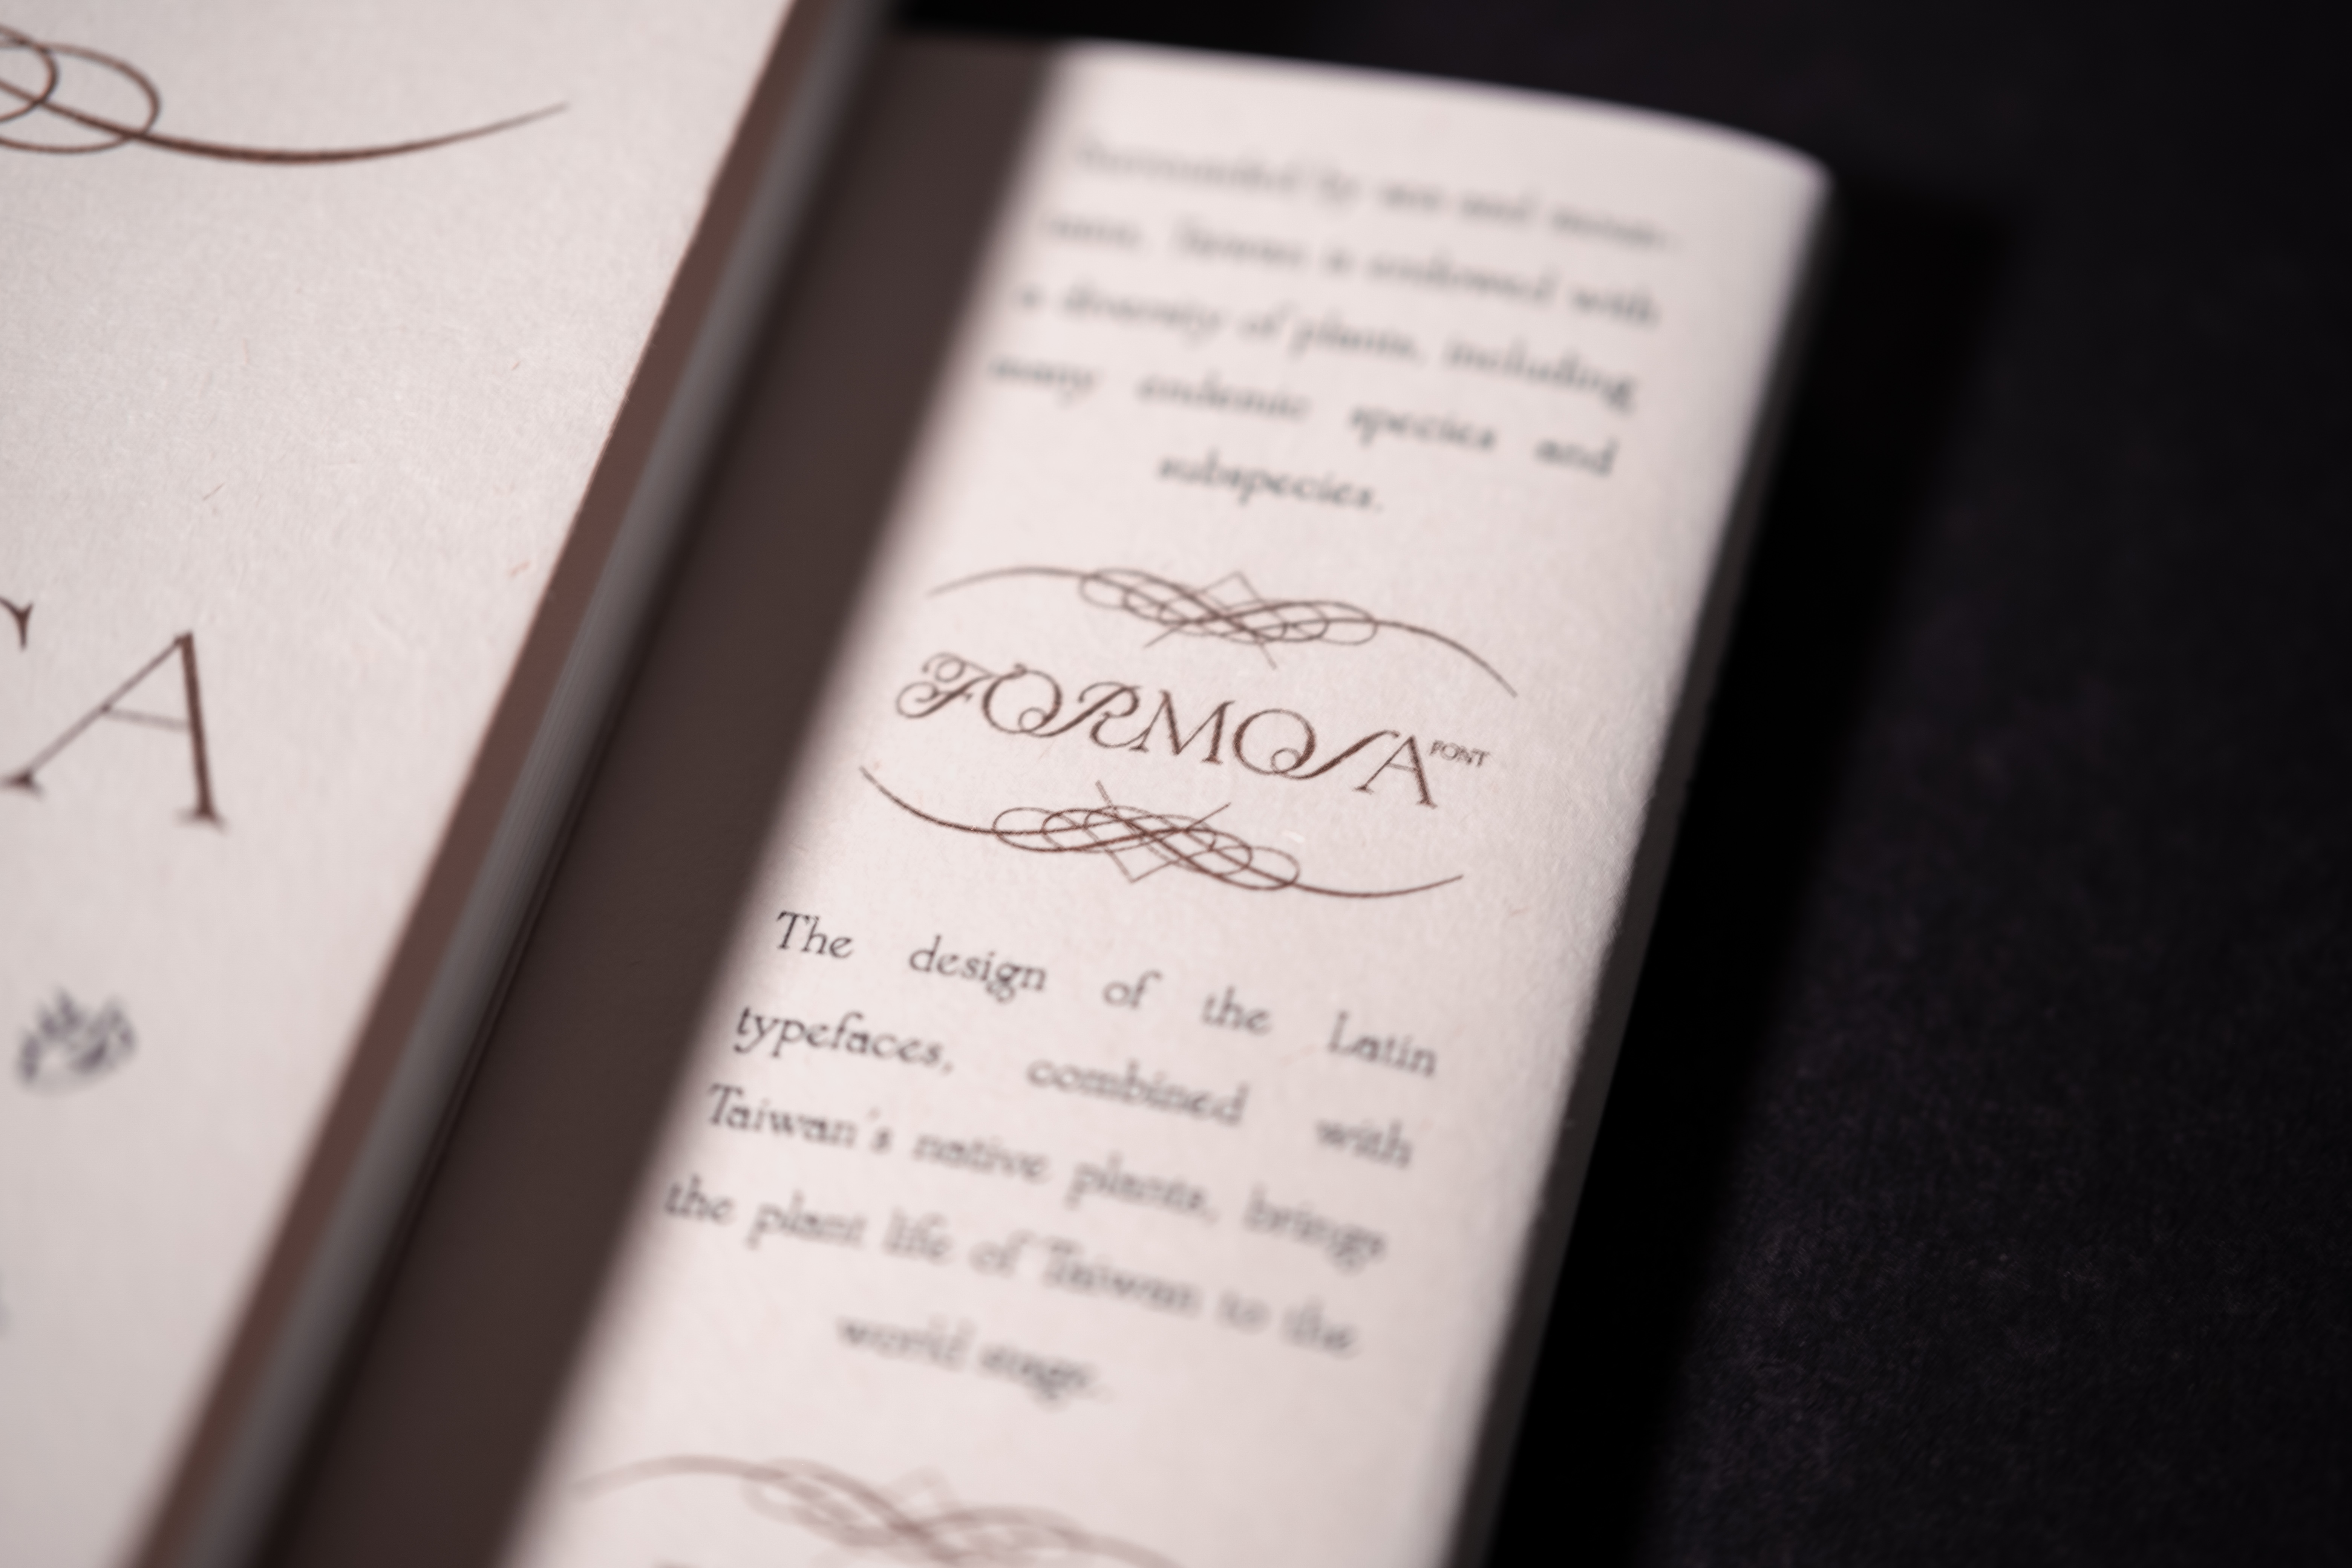 A
Surrounded by sea and moun-
tains, Taiwan is endowed with
a diversity of plants, including
many endemic species and
subspecies.
FORMOSA FONT
The design of the Latin
typefaces, combined with
Taiwan's native plants, brings
the plant life of Taiwan to the
world stage.